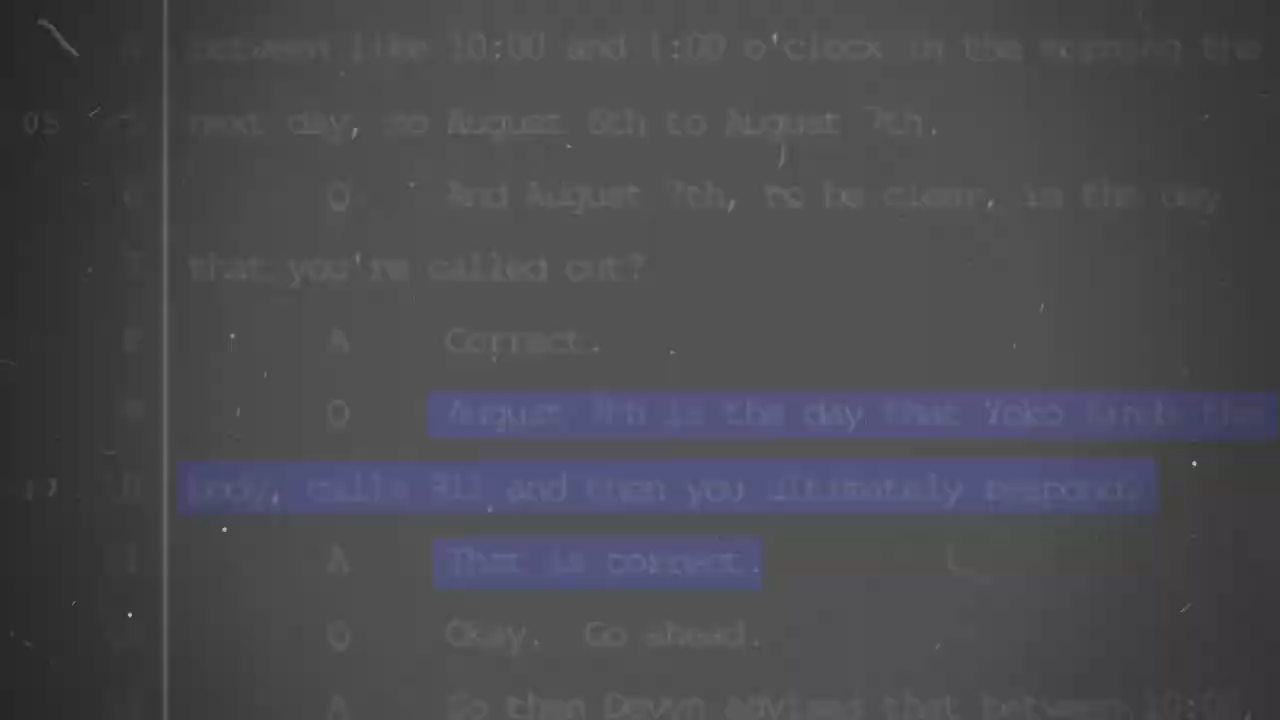 between like 10:00 and 1:00 o'clock in the morning the
05 next day, so August 6th to August 7th.
Q And August 7th, to be clear, is the day
that you're called out?
A Correct.
Q August 7th is the day that Yoko finds the
body, calls 911 and then you ultimately respond?
A That is correct.
Q Okay. Go ahead.
A So then Devyn advised that between 10:00,